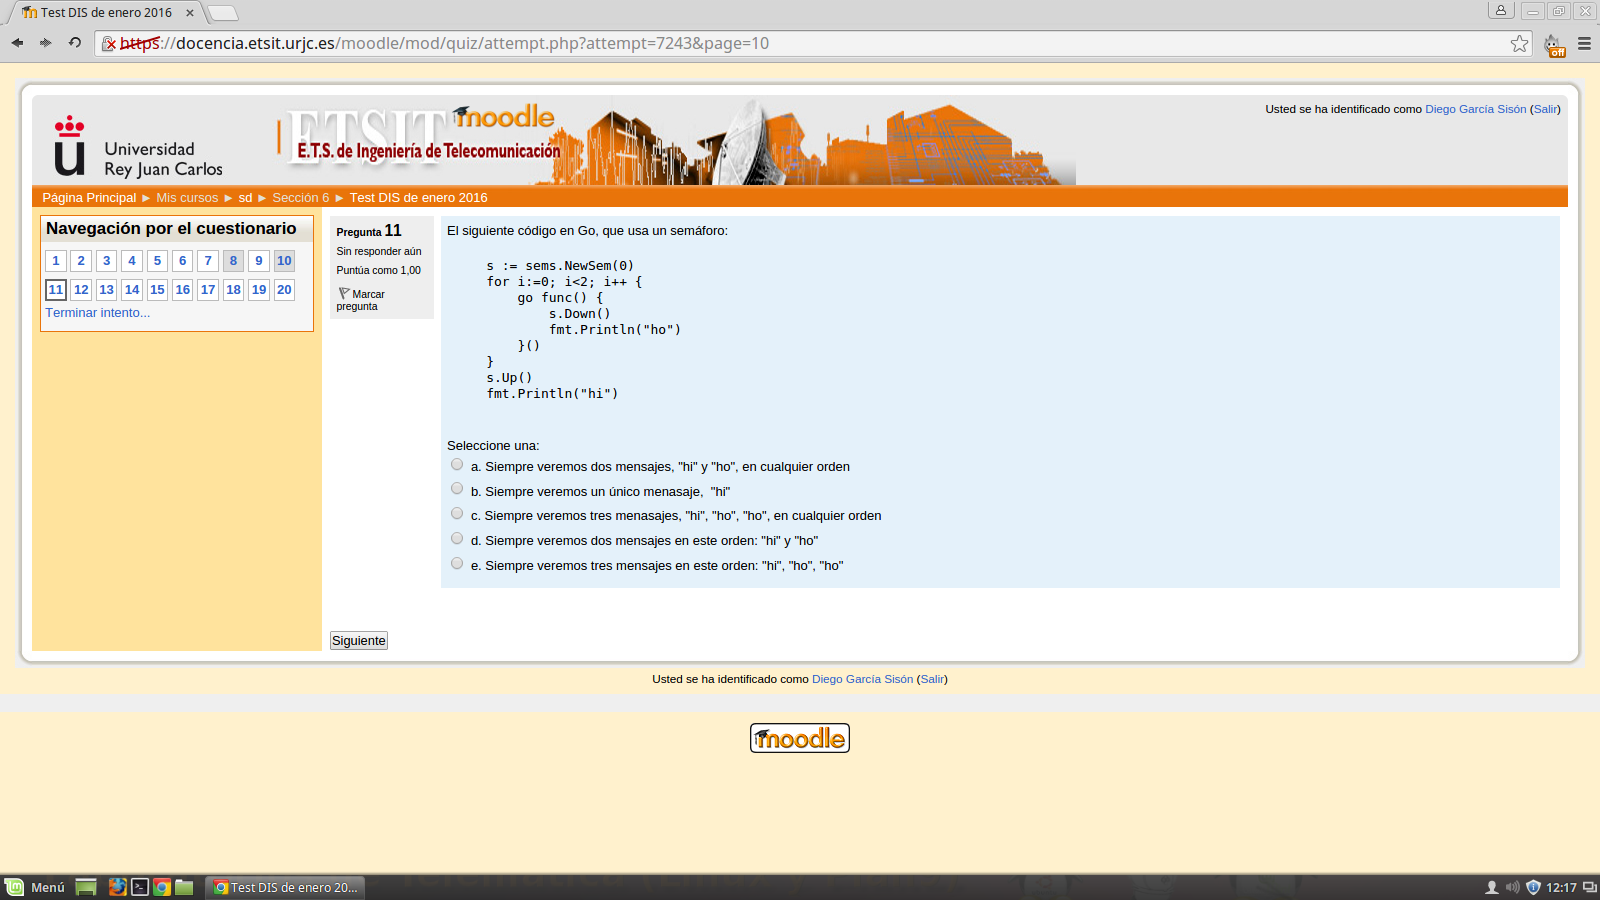 Test DIS de enero 2016
https://docencia.etsit.urjc.es/moodle/mod/quiz/attempt.php?attempt=7243&page=10
off
Universidad
Rey Juan Carlos
ETSIT moodle
E.T.S. de Ingeniería de Telecomunicación
Usted se ha identificado como Diego García Sisón (Salir)
Página Principal ► Mis cursos ► sd ► Sección 6 ► Test DIS de enero 2016
Navegación por el cuestionario
1 2 3 4 5 6 7 8 9 10
11 12 13 14 15 16 17 18 19 20
Terminar intento...
Pregunta 11
Sin responder aún
Puntúa como 1,00
Marcar
pregunta
El siguiente código en Go, que usa un semáforo:
s := sems.NewSem(0)
for i:=0; i<2; i++ {
go func() {
s.Down()
fmt.Println("ho")
}()
}
s.Up()
fmt.Println("hi")
Seleccione una:
a. Siempre veremos dos mensajes, "hi" y "ho", en cualquier orden
b. Siempre veremos un único menasaje,  "hi"
c. Siempre veremos tres menasajes, "hi", "ho", "ho", en cualquier orden
d. Siempre veremos dos mensajes en este orden: "hi" y "ho"
e. Siempre veremos tres mensajes en este orden: "hi", "ho", "ho"
Siguiente
Usted se ha identificado como Diego García Sisón (Salir)
moodle
Menú
Test DIS de enero 20...
12:17